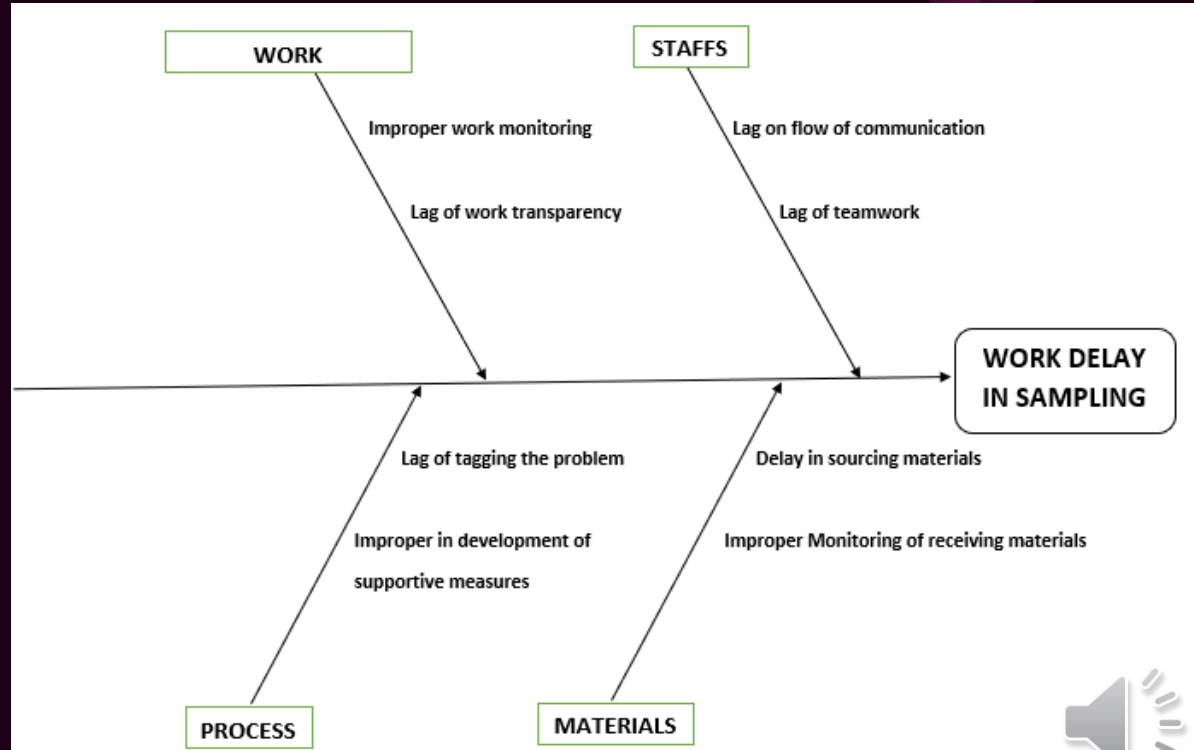 WORK
STAFFS
Improper work monitoring
Lag on flow of communication
Lag of work transparency
Lag of teamwork
WORK DELAY
IN SAMPLING
Lag of tagging the problem
Delay in sourcing materials
Improper in development of
supportive measures
Improper Monitoring of receiving materials
PROCESS
MATERIALS